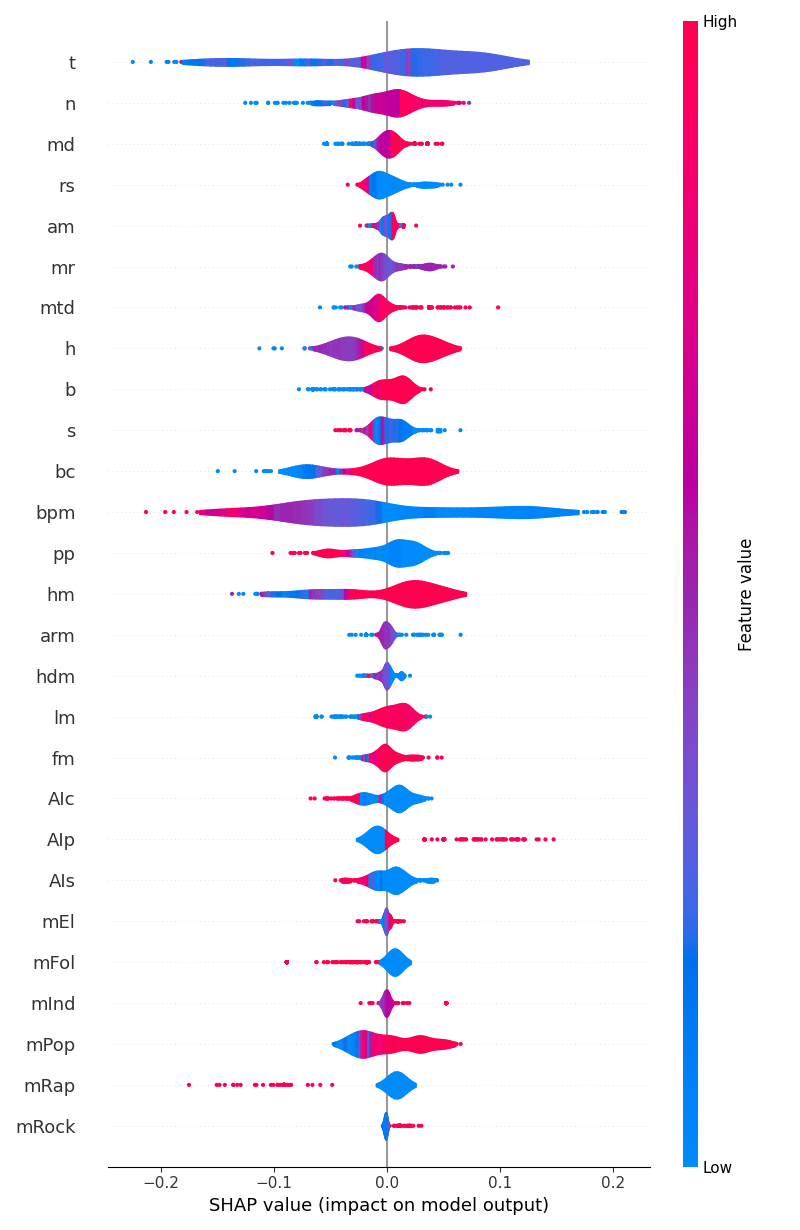 High
t
n
md
rs
am
mr
mtd
h
b
s
bc
bpm
pp
hm
arm
hdm
lm
fm
AIc
AIp
AIs
mEl
mFol
mInd
mPop
mRap
mRock
Feature value
Low
−0.2 −0.1 0.0 0.1 0.2
SHAP value (impact on model output)